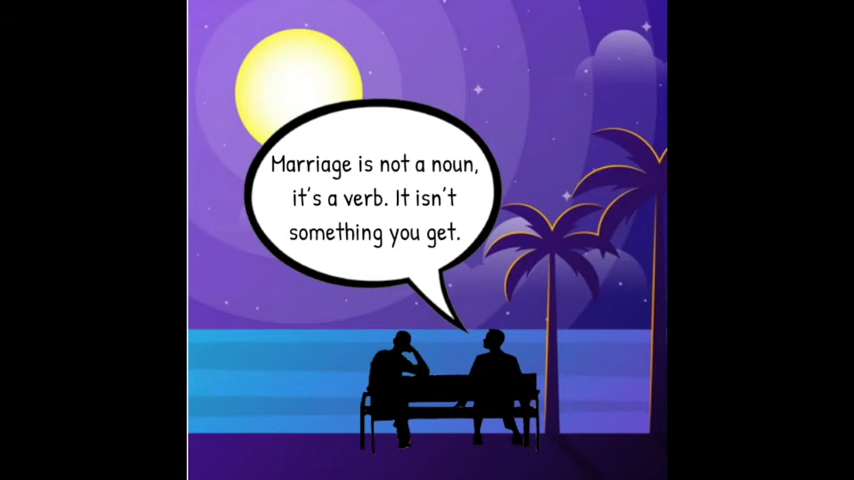 Marriage is not a noun,
it's a verb. It isn't
something you get.